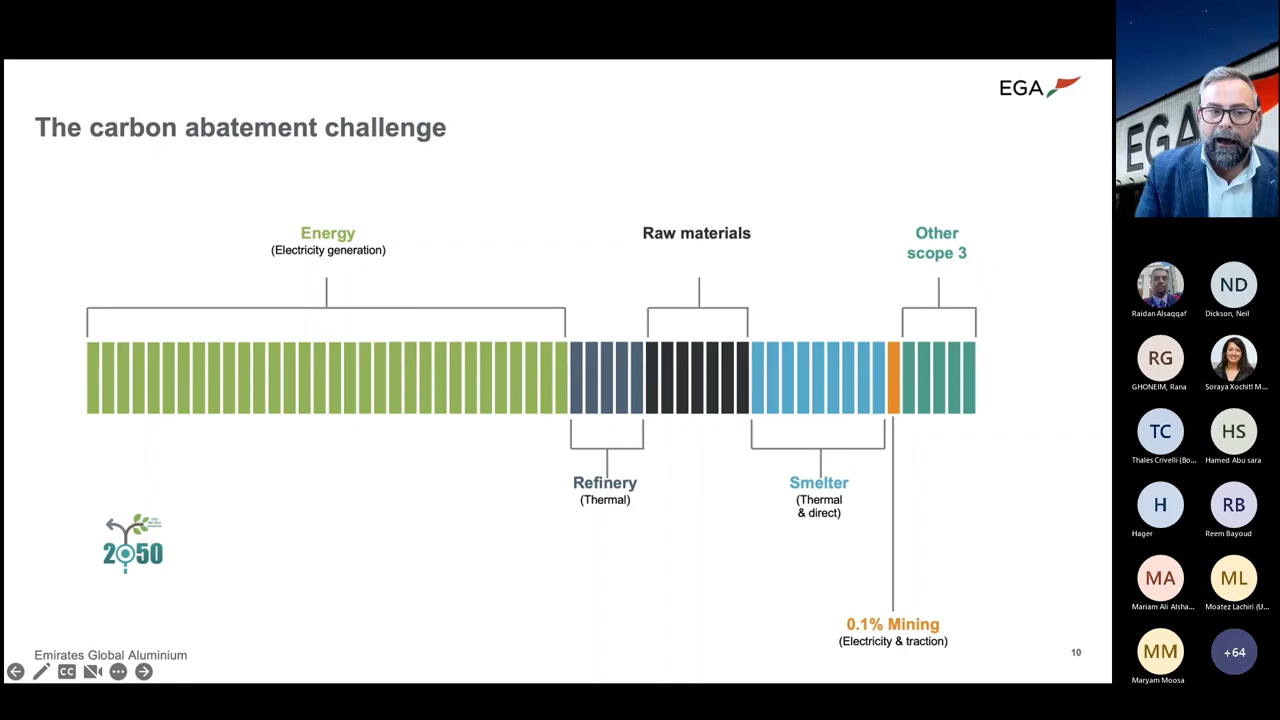 EGA
The carbon abatement challenge
Energy
(Electricity generation)
Raw materials
Other
scope 3
Refinery
(Thermal)
Smelter
(Thermal
& direct)
2050
0.1% Mining
(Electricity & traction)
Emirates Global Aluminium
10
CC
EGA
Raidan Alsaqqaf
ND
Dickson, Neil
RG
GHONEIM, Rana
Soraya Xochitl M...
TC
Thales Crivelli (Bo...
HS
Hamed Abu sara
H
Hager
RB
Reem Bayoud
MA
Mariam Ali Alsha...
ML
Moatez Lachiri (U...
MM
Maryam Moosa
+64